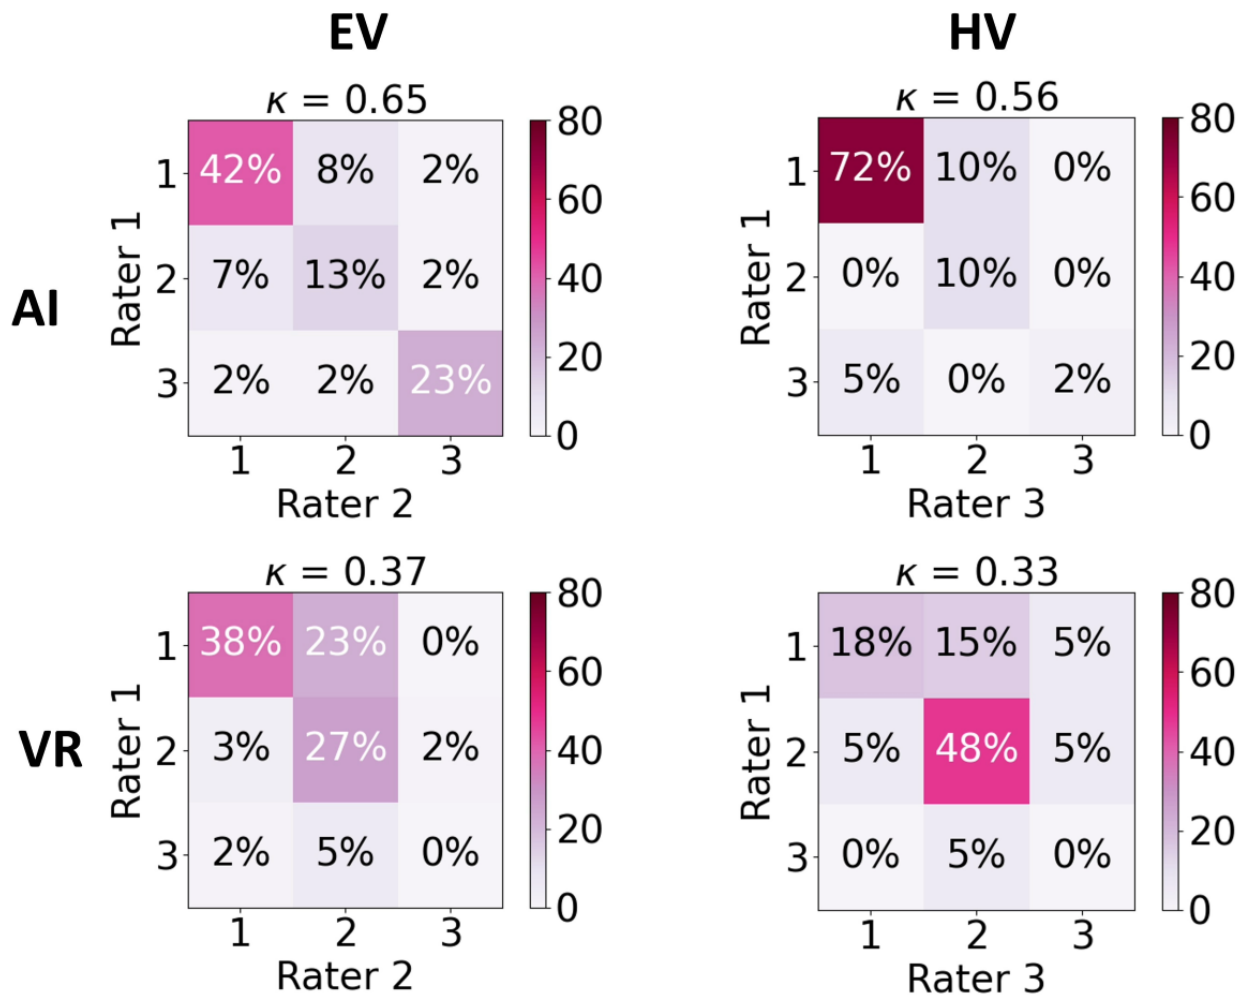 EV
HV
κ = 0.65
κ = 0.56
AI
Rater 1
1
2
3
42% 8% 2%
7% 13% 2%
2% 2% 23%
1 2 3
Rater 2
80
60
40
20
0
Rater 1
1
2
3
72% 10% 0%
0% 10% 0%
5% 0% 2%
1 2 3
Rater 3
80
60
40
20
0
VR
κ = 0.37
Rater 1
1
2
3
38% 23% 0%
3% 27% 2%
2% 5% 0%
1 2 3
Rater 2
80
60
40
20
0
κ = 0.33
Rater 1
1
2
3
18% 15% 5%
5% 48% 5%
0% 5% 0%
1 2 3
Rater 3
80
60
40
20
0